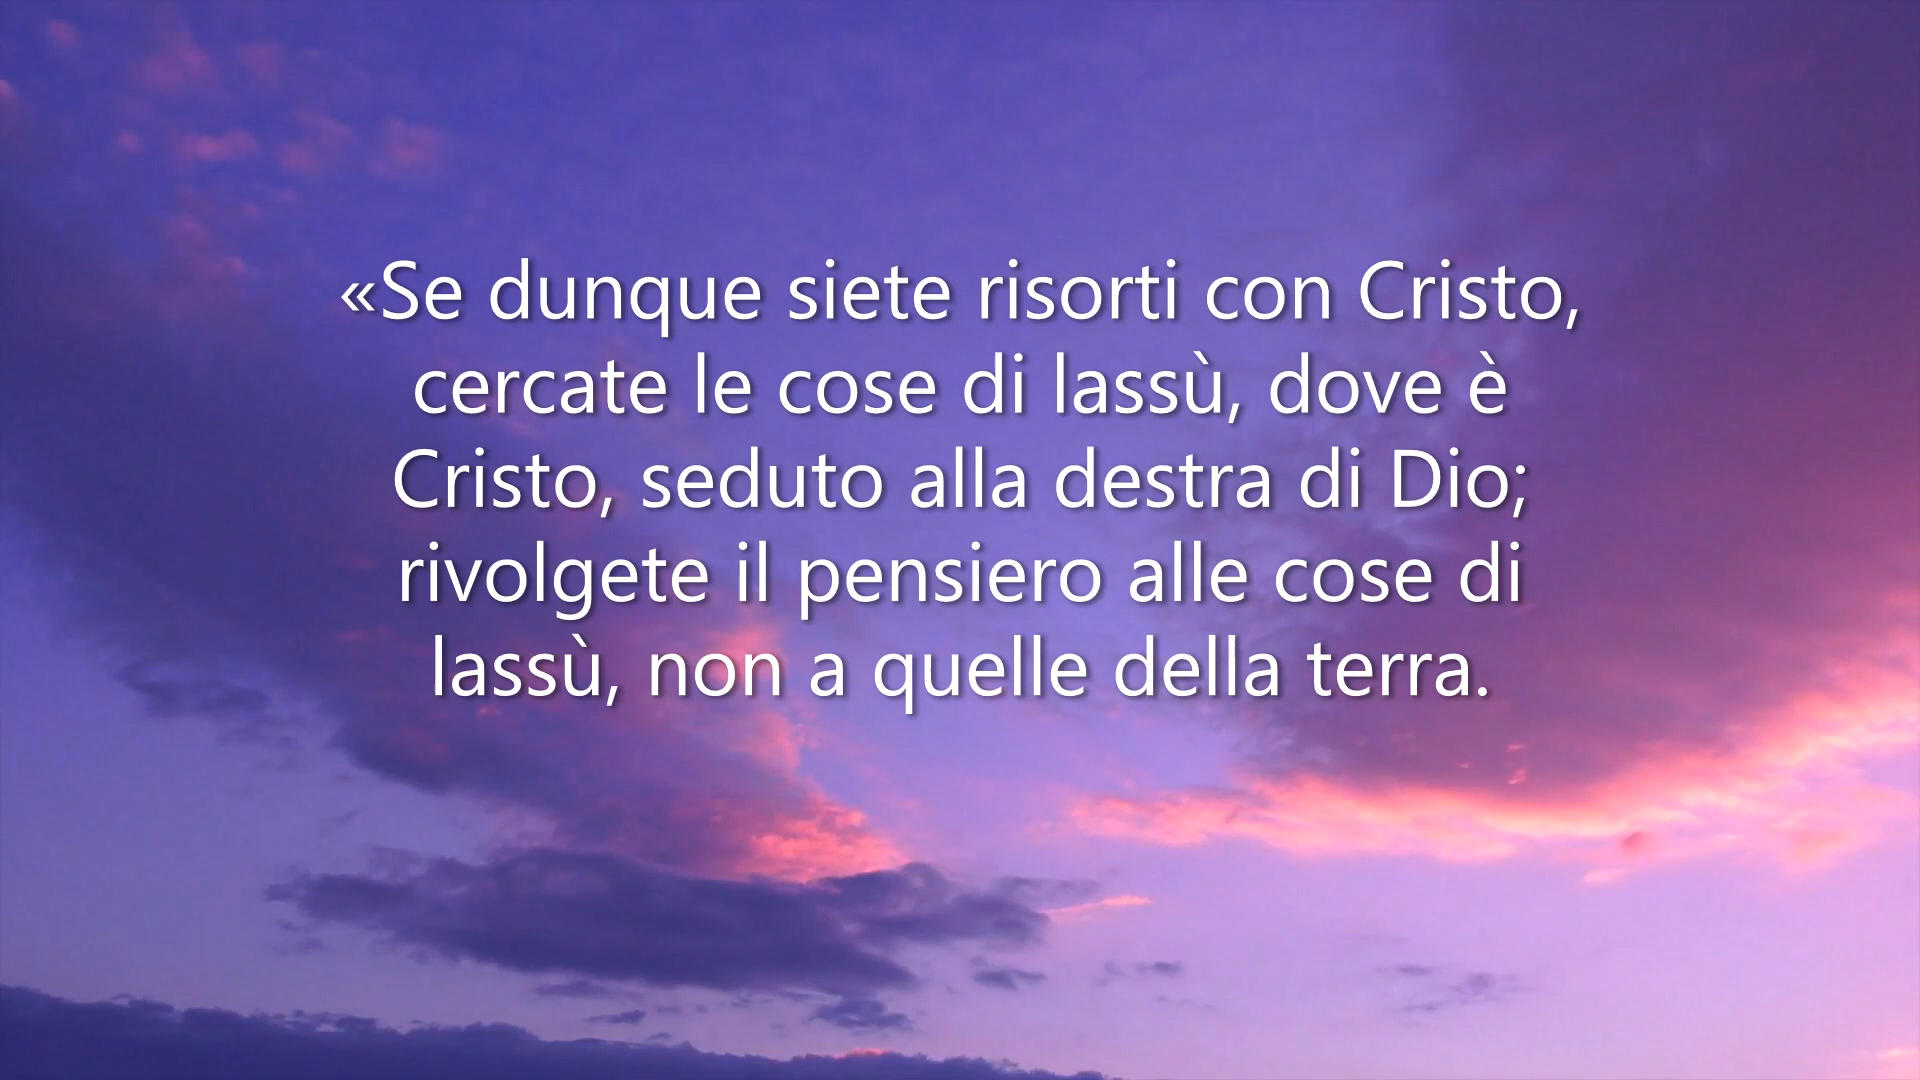 «Se dunque siete risorti con Cristo,
cercate le cose di lassù, dove è
Cristo, seduto alla destra di Dio;
rivolgete il pensiero alle cose di
lassù, non a quelle della terra.